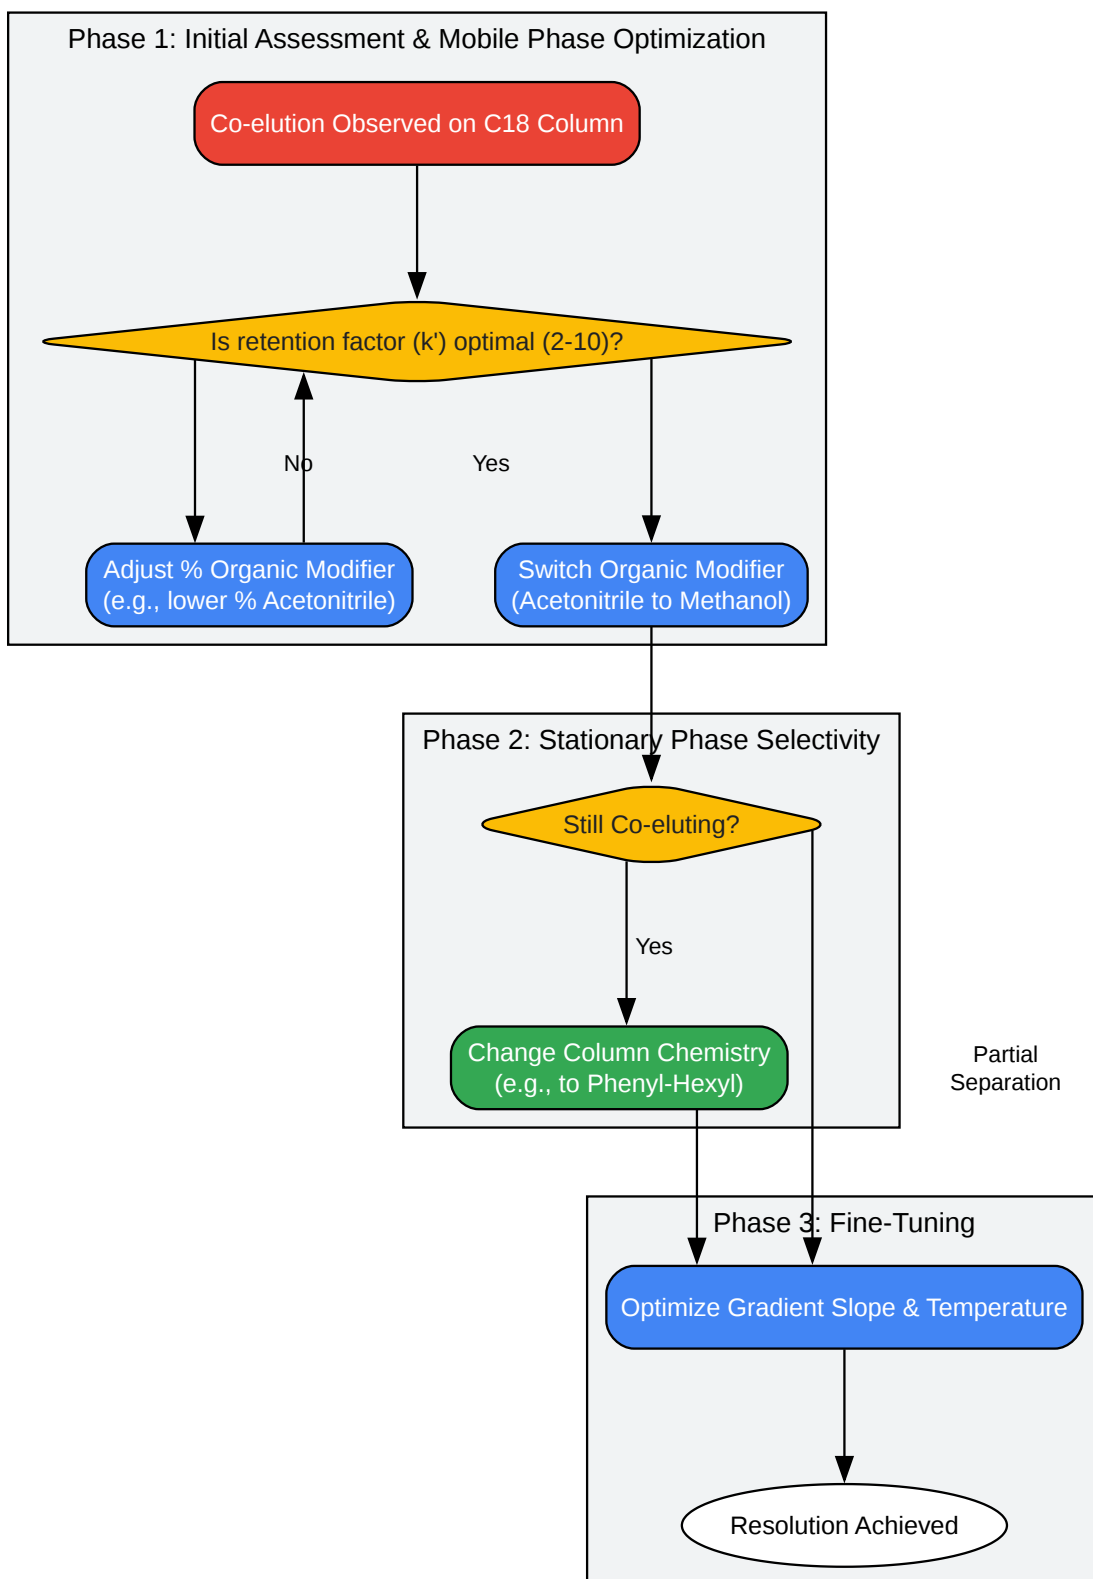 Phase 1: Initial Assessment & Mobile Phase Optimization
Co-elution Observed on C18 Column
Is retention factor (k') optimal (2-10)?
No
Yes
Adjust % Organic Modifier
(e.g., lower % Acetonitrile)
Switch Organic Modifier
(Acetonitrile to Methanol)
Phase 2: Stationary Phase Selectivity
Still Co-eluting?
Yes
Change Column Chemistry
(e.g., to Phenyl-Hexyl)
Partial
Separation
Phase 3: Fine-Tuning
Optimize Gradient Slope & Temperature
Resolution Achieved